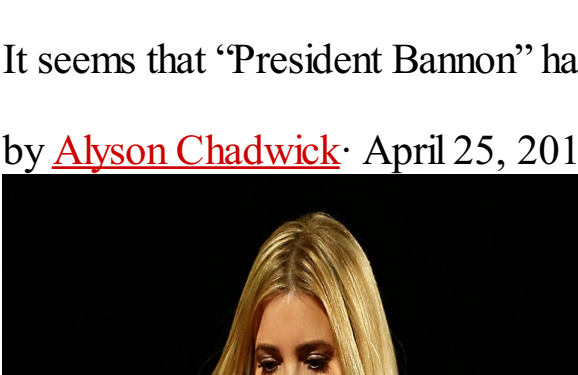 It seems that “President Bannon” ha
by Alyson Chadwick· April 25, 201